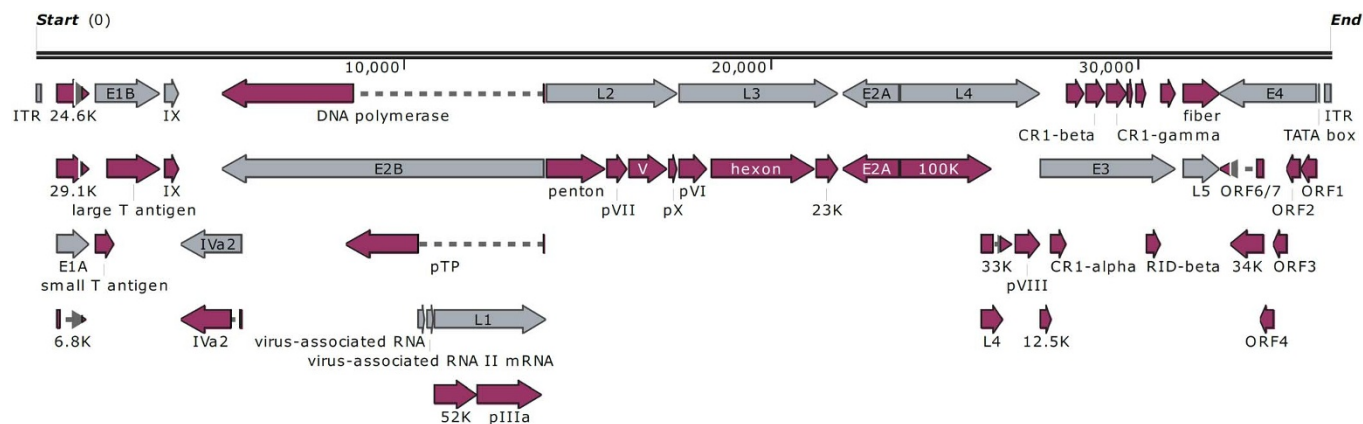 Start (0) End
10,000 20,000 30,000
E1B L2 L3 E2A L4 E4
ITR 24.6K IX DNA polymerase fiber ITR
CR1-beta CR1-gamma TATA box
E2B V hexon E2A 100K E3
29.1K IX penton pVI L5 ORF6/7 ORF1
large T antigen pVII pX 23K ORF2
IVa2
E1A pTP 33K CR1-alpha RID-beta 34K ORF3
small T antigen pVIII
L1
6.8K IVa2 virus-associated RNA L4 12.5K ORF4
virus-associated RNA II mRNA
52K pIIIa